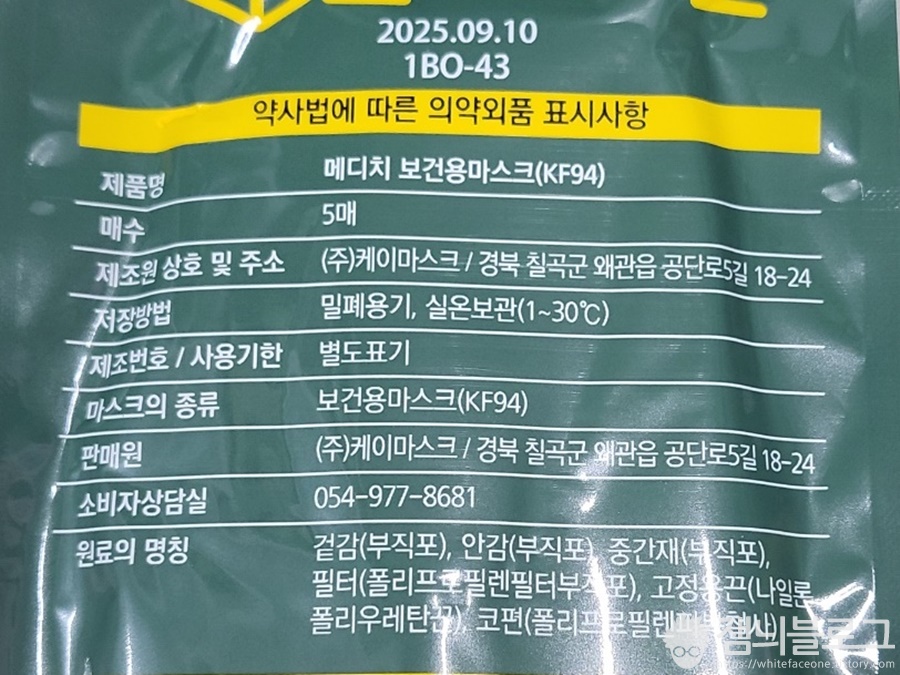 2025.09.10
1BO-43
약사법에 따른 의약외품 표시사항
제품명 메디치 보건용마스크(KF94)
매수 5매
제조원 상호 및 주소 (주)케이마스크 / 경북 칠곡군 왜관읍 공단로5길 18-24
저장방법 밀폐용기, 실온보관(1~30℃)
제조번호 / 사용기한 별도표기
마스크의 종류 보건용마스크(KF94)
판매원 (주)케이마스크 / 경북 칠곡군 왜관읍 공단로5길 18-24
소비자상담실 054-977-8681
원료의 명칭 겉감(부직포), 안감(부직포), 중간재(부직포),
필터(폴리프로필렌필터부직포), 고정용끈(나일론
폴리우레탄끈), 코편(폴리프로필렌
https://whitefaceone.tistory.com